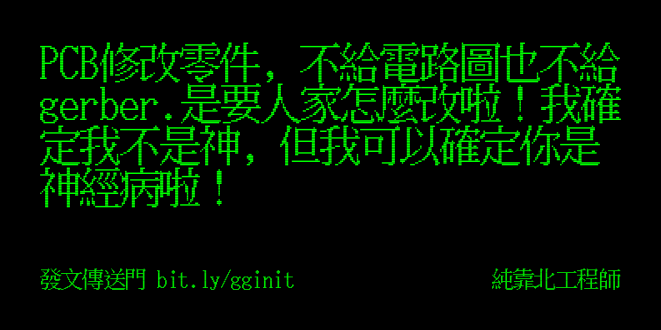 PCB修改零件，不給電路圖也不給
gerber.是要人家怎麼改啦！我確
定我不是神，但我可以確定你是
神經病啦！
發文傳送門 bit.ly/gginit
純靠北工程師